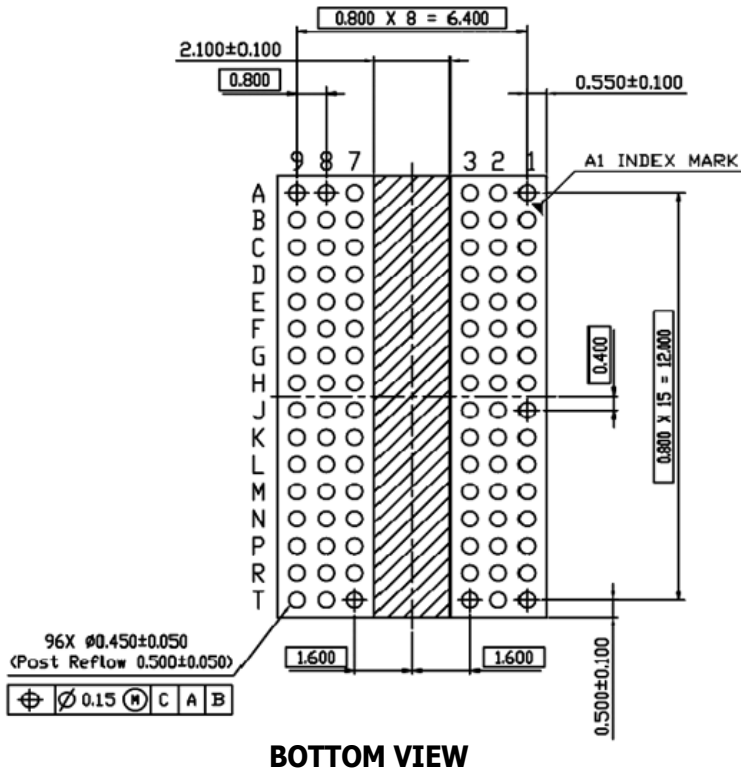 0.800 X 8 = 6.400
2.100±0.100
0.800
0.550±0.100
9 8 7 3 2 1
A1 INDEX MARK
A
B
C
D
E
F
G
H
J
K
L
M
N
P
R
T
0.400
0.800 X 15 = 12.000
96X ø0.450±0.050
(Post Reflow 0.500±0.050)
⌖ Ø 0.15 Ⓜ C A B
1.600
1.600
0.500±0.100
BOTTOM VIEW